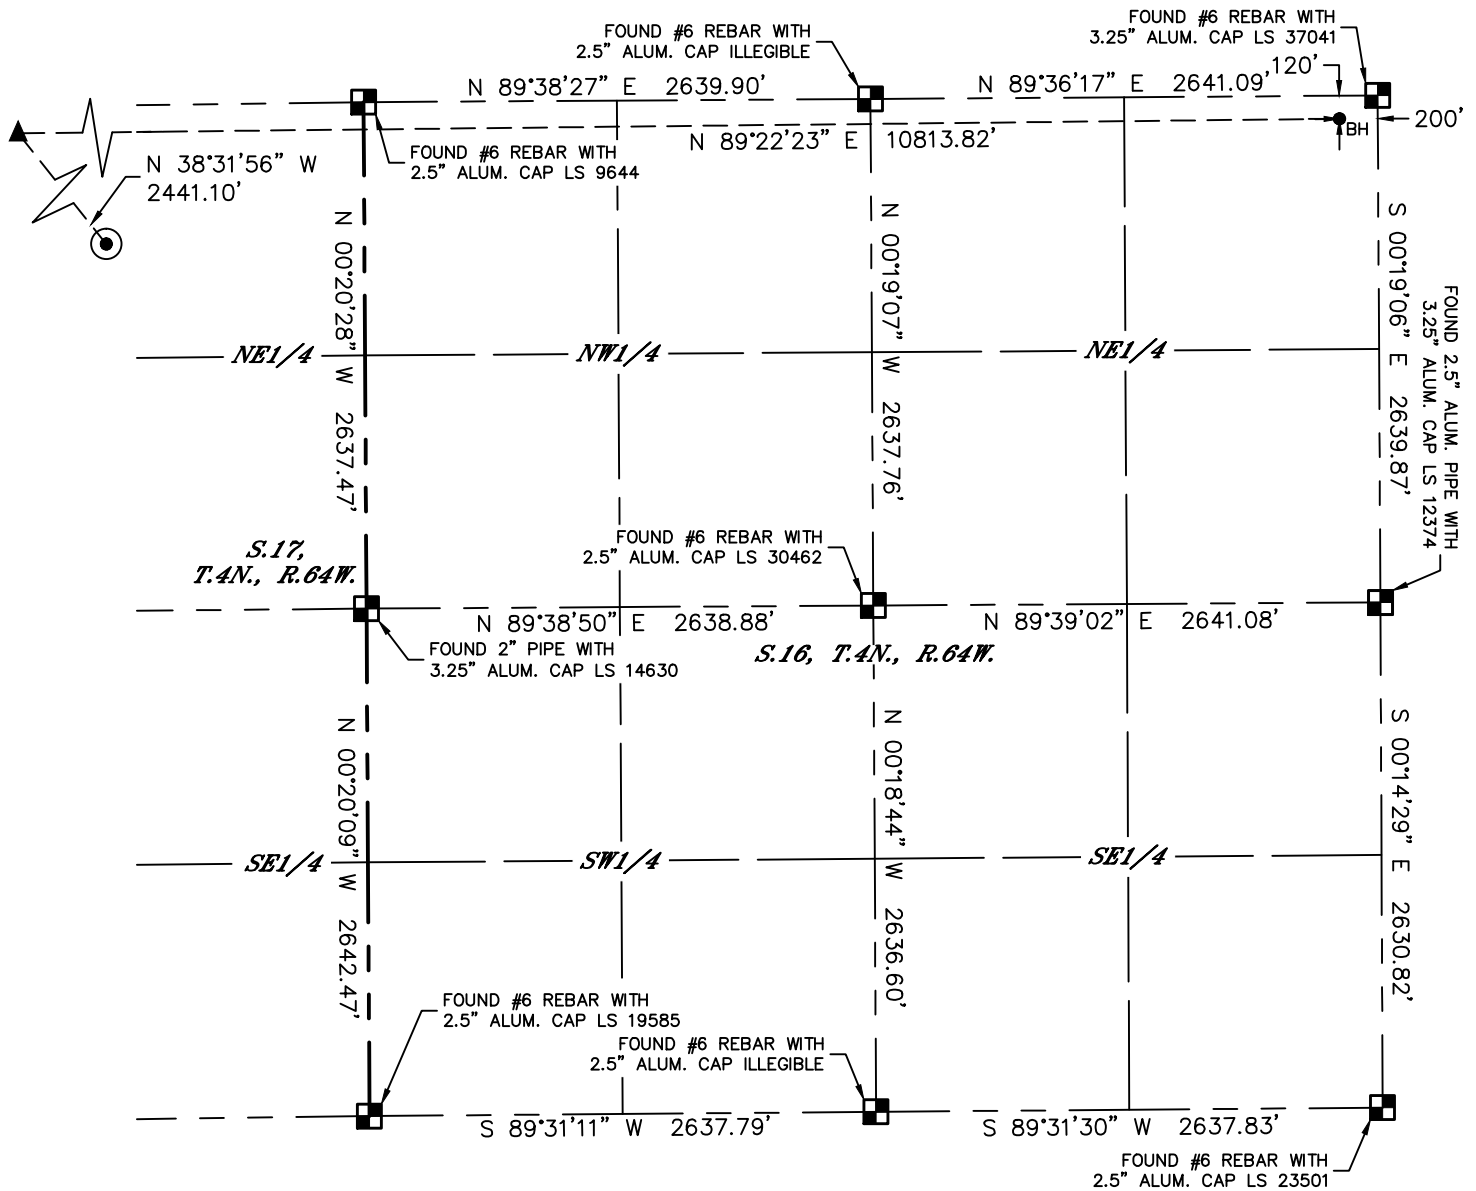 FOUND #6 REBAR WITH
2.5" ALUM. CAP ILLEGIBLE
FOUND #6 REBAR WITH
3.25" ALUM. CAP LS 37041
N 89°38'27" E 2639.90'
N 89°36'17" E 2641.09'
120'
200'
BH
N 89°22'23" E 10813.82'
FOUND #6 REBAR WITH
2.5" ALUM. CAP LS 9644
N 38°31'56" W
2441.10'
N 00°20'28" W 2637.47'
N 00°19'07" W 2637.76'
S 00°19'06" E 2639.87'
FOUND 2.5" ALUM. PIPE WITH
3.25" ALUM. CAP LS 12374
NE1/4
NW1/4
NE1/4
S.17,
T.4N., R.64W.
FOUND #6 REBAR WITH
2.5" ALUM. CAP LS 30462
N 89°38'50" E 2638.88'
N 89°39'02" E 2641.08'
FOUND 2" PIPE WITH
3.25" ALUM. CAP LS 14630
S.16, T.4N., R.64W.
N 00°20'09" W 2642.47'
N 00°18'44" W 2636.60'
S 00°14'29" E 2630.82'
SE1/4
SW1/4
SE1/4
FOUND #6 REBAR WITH
2.5" ALUM. CAP LS 19585
FOUND #6 REBAR WITH
2.5" ALUM. CAP ILLEGIBLE
S 89°31'11" W 2637.79'
S 89°31'30" W 2637.83'
FOUND #6 REBAR WITH
2.5" ALUM. CAP LS 23501